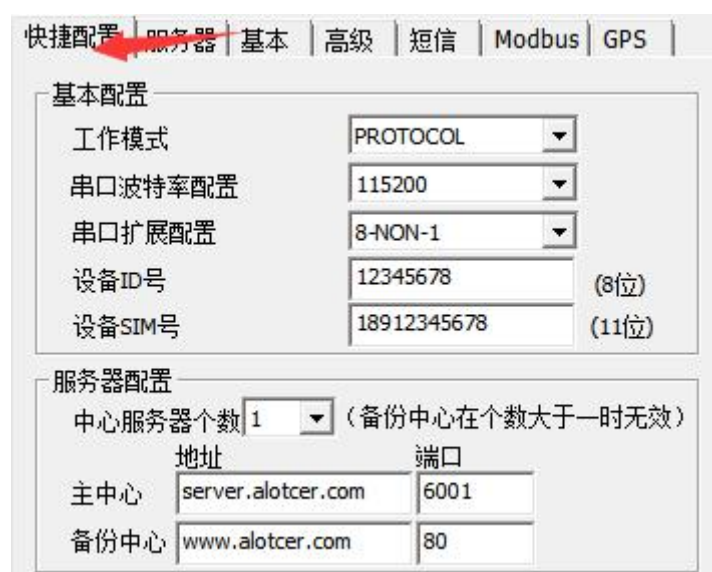 快捷配置 服务器 基本 高级 短信 Modbus GPS
基本配置
工作模式 PROTOCOL
串口波特率配置 115200
串口扩展配置 8-NON-1
设备ID号 12345678 (8位)
设备SIM号 18912345678 (11位)
服务器配置
中心服务器个数 1 （备份中心在个数大于一时无效）
地址 端口
主中心 server.alotcer.com 6001
备份中心 www.alotcer.com 80